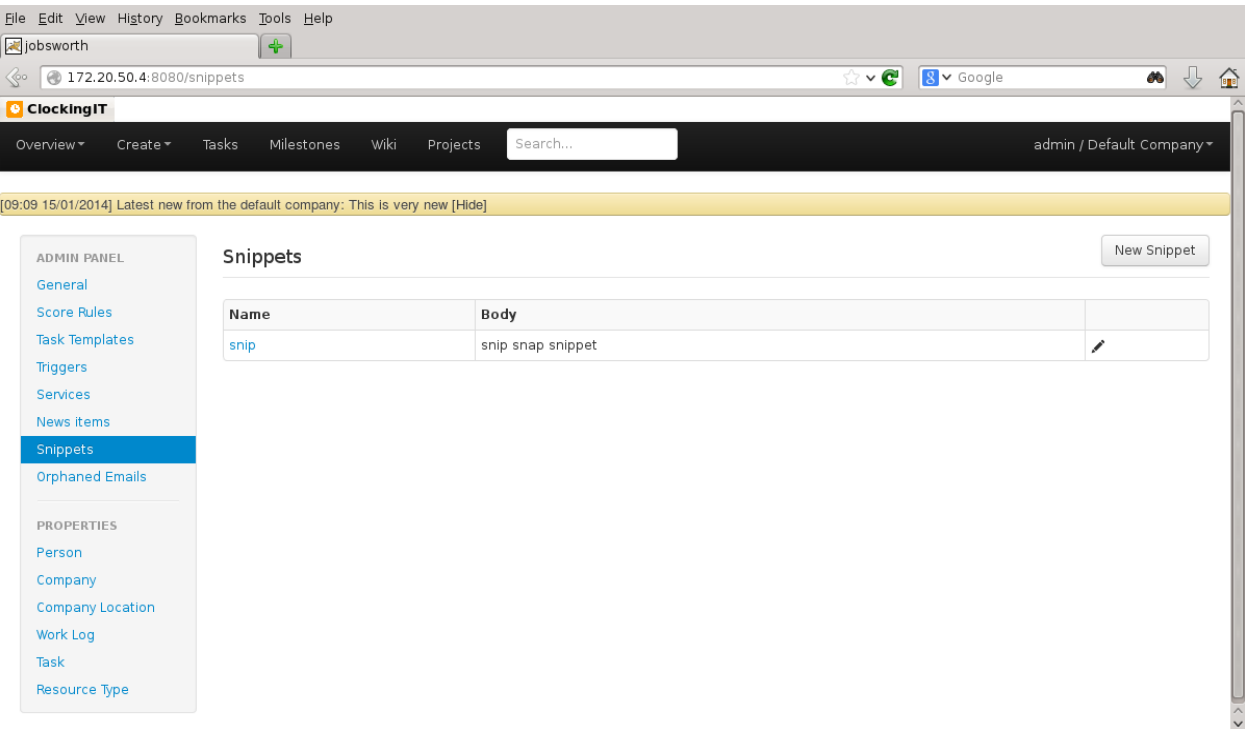 File Edit View History Bookmarks Tools Help
jobsworth
172.20.50.4:8080/snippets Google
ClockingIT
Overview Create Tasks Milestones Wiki Projects Search... admin / Default Company
[09:09 15/01/2014] Latest new from the default company: This is very new [Hide]
ADMIN PANEL
General
Score Rules
Task Templates
Triggers
Services
News items
Snippets
Orphaned Emails
PROPERTIES
Person
Company
Company Location
Work Log
Task
Resource Type
Snippets New Snippet
Name Body
snip snip snap snippet